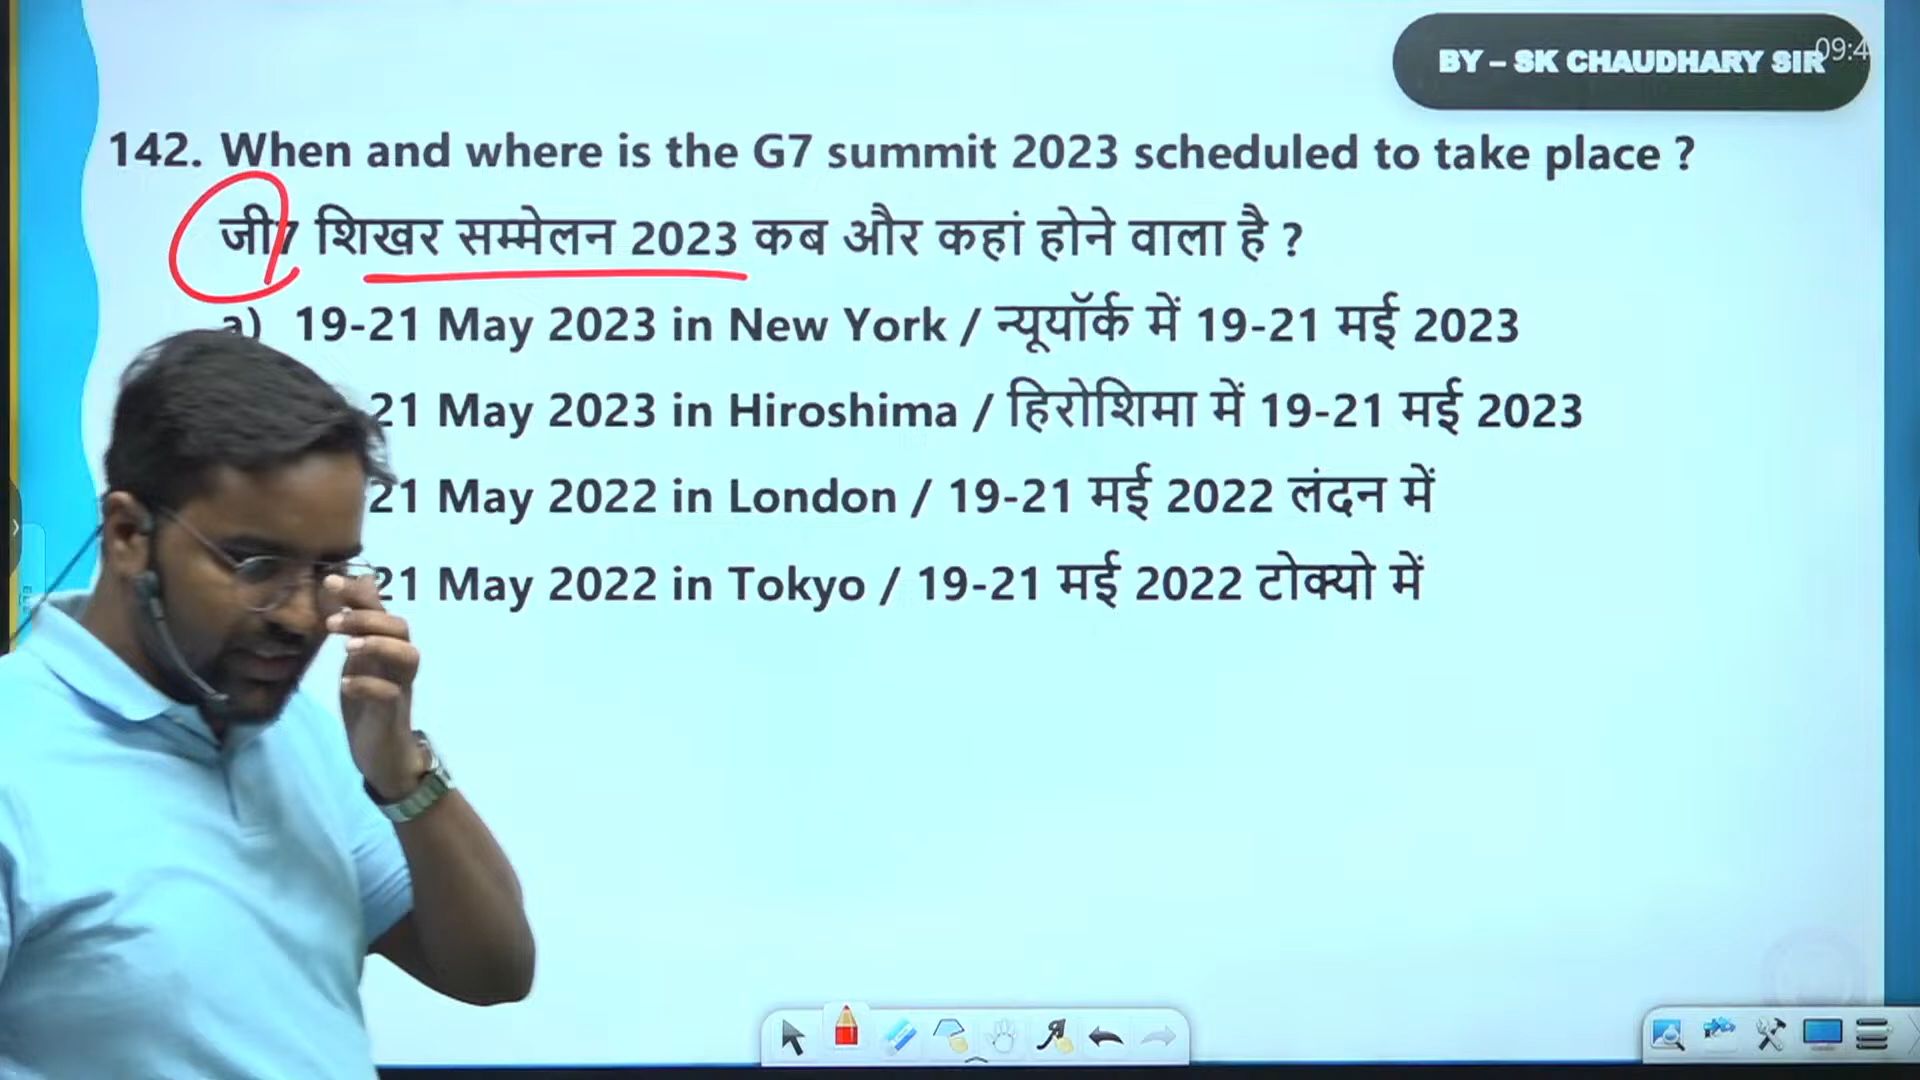 BY – SK CHAUDHARY SIR
09:4
142. When and where is the G7 summit 2023 scheduled to take place ?
जी7 शिखर सम्मेलन 2023 कब और कहां होने वाला है ?
a) 19-21 May 2023 in New York / न्यूयॉर्क में 19-21 मई 2023
21 May 2023 in Hiroshima / हिरोशिमा में 19-21 मई 2023
21 May 2022 in London / 19-21 मई 2022 लंदन में
21 May 2022 in Tokyo / 19-21 मई 2022 टोक्यो में